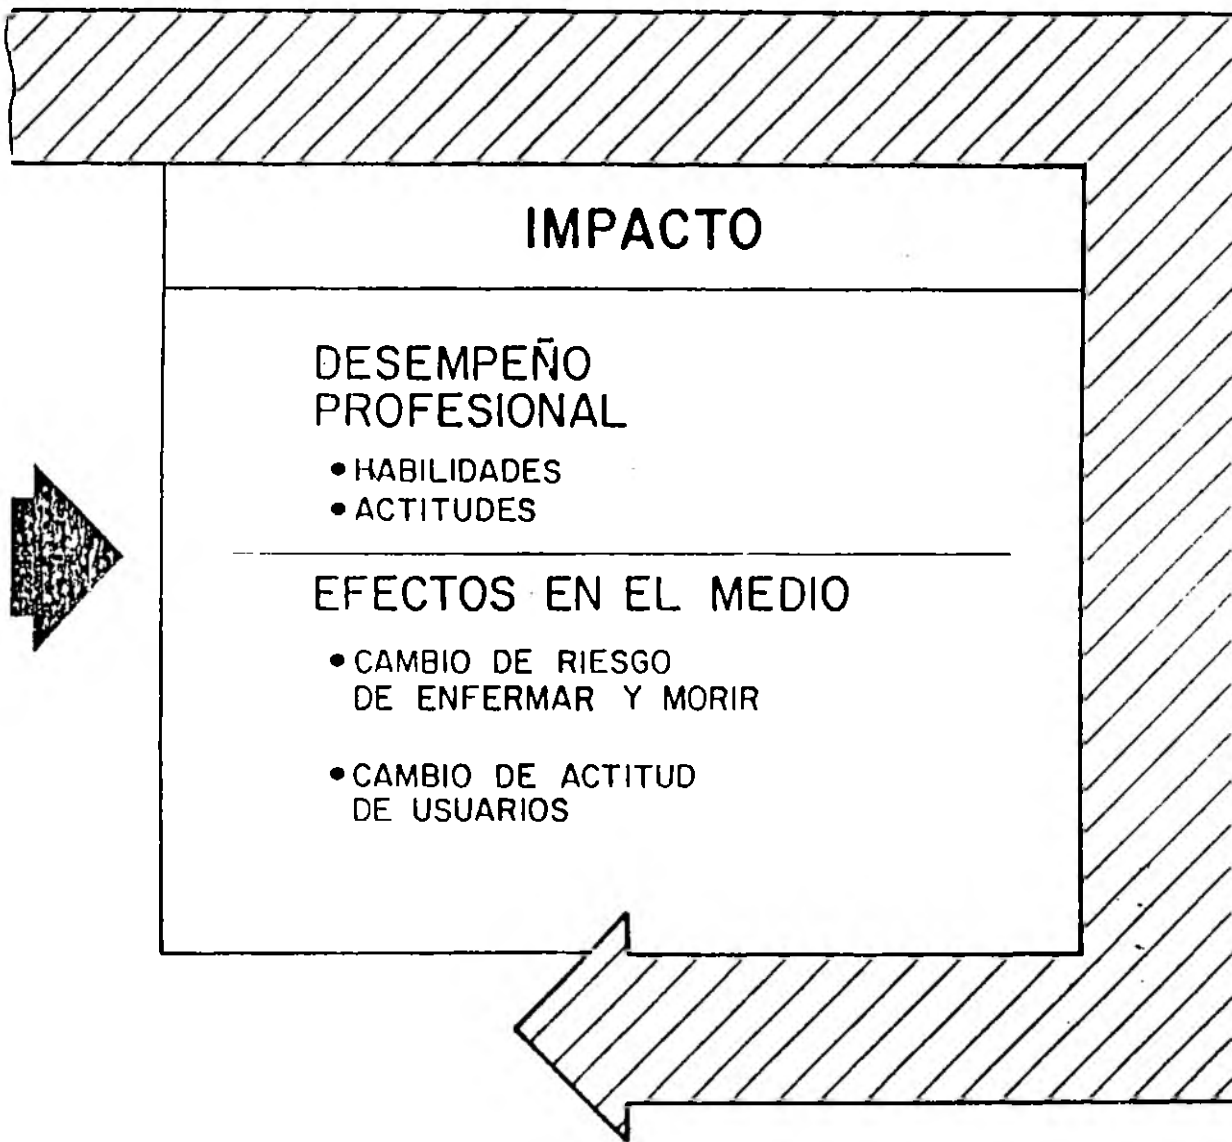 IMPACTO
DESEMPEÑO
PROFESIONAL
• HABILIDADES
• ACTITUDES
EFECTOS EN EL MEDIO
• CAMBIO DE RIESGO
DE ENFERMAR Y MORIR
• CAMBIO DE ACTITUD
DE USUARIOS